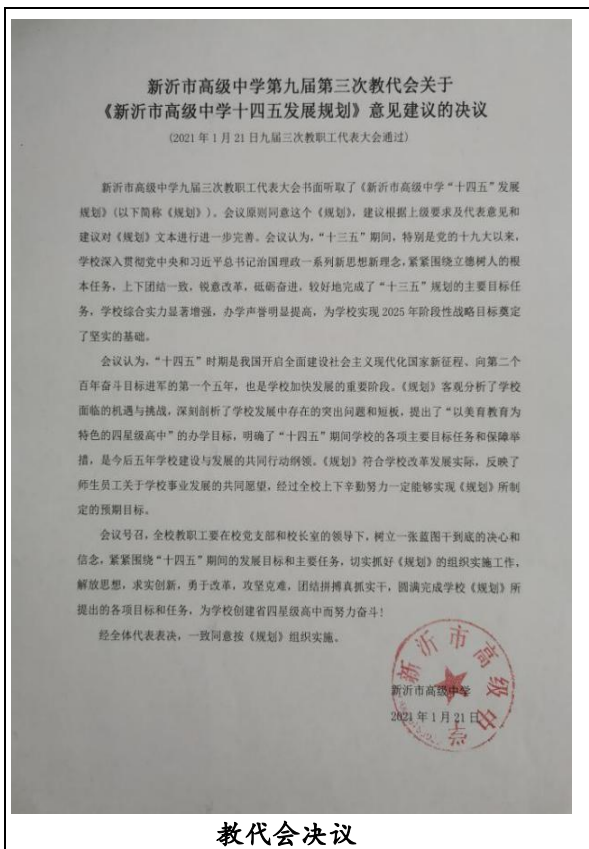 新沂市高级中学第九届第三次教代会关于
《新沂市高级中学十四五发展规划》意见建议的决议
(2021年1月21日九届三次教职工代表大会通过)
新沂市高级中学九届三次教职工代表大会书面听取了《新沂市高级中学“十四五”发展
规划》(以下简称《规划》)。会议原则同意这个《规划》，建议根据上级要求及代表意见和
建议对《规划》文本进行进一步完善。会议认为，“十三五”期间，特别是党的十九大以来，
学校深入贯彻党中央和习近平总书记治国理政一系列新思想新理念，紧紧围绕立德树人的根
本任务，上下团结一致，锐意改革，砥砺奋进，较好地完成了“十三五”规划的主要目标任
务，学校综合实力显著增强，办学声誉明显提高，为学校实现2025年阶段性战略目标奠定
了坚实的基础。
会议认为，“十四五”时期是我国开启全面建设社会主义现代化国家新征程、向第二个
百年奋斗目标进军的第一个五年，也是学校加快发展的重要阶段。《规划》客观分析了学校
面临的机遇与挑战，深刻剖析了学校发展中存在的突出问题和短板，提出了“以美育教育为
特色的四星级高中”的办学目标，明确了“十四五”期间学校的各项主要目标任务和保障举
措，是今后五年学校建设与发展的共同行动纲领。《规划》符合学校改革发展实际，反映了
师生员工关于学校事业发展的共同愿望，经过全校上下辛勤努力一定能够实现《规划》所制
定的预期目标。
会议号召，全校教职工要在校党支部和校长室的领导下，树立一张蓝图干到底的决心和
信念，紧紧围绕“十四五”期间的发展目标和主要任务，切实抓好《规划》的组织实施工作，
解放思想，求实创新，勇于改革，攻坚克难，团结拼搏真抓实干，圆满完成学校《规划》所
提出的各项目标和任务，为学校创建省四星级高中而努力奋斗!
经全体代表表决，一致同意按《规划》组织实施。
新沂市高级中学
新沂市高级中学
2021年1月21日
教代会决议